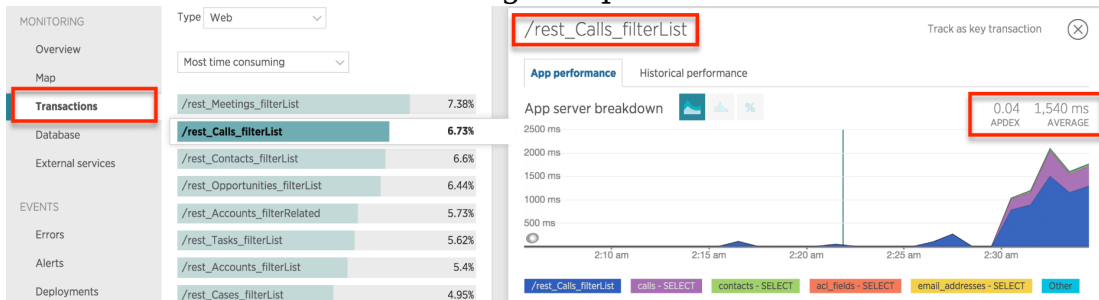 MONITORING
Overview
Map
Transactions
Database
External services
EVENTS
Errors
Alerts
Deployments
Type Web
Most time consuming
/rest_Meetings_filterList 7.38%
/rest_Calls_filterList 6.73%
/rest_Contacts_filterList 6.6%
/rest_Opportunities_filterList 6.44%
/rest_Accounts_filterRelated 5.73%
/rest_Tasks_filterList 5.62%
/rest_Accounts_filterList 5.4%
/rest_Cases_filterList 4.95%
/rest_Calls_filterList
Track as key transaction
App performance Historical performance
App server breakdown %
0.04 1,540 ms
APDEX AVERAGE
2500 ms
2000 ms
1500 ms
1000 ms
500 ms
2:10 am 2:15 am 2:20 am 2:25 am 2:30 am
/rest_Calls_filterList calls - SELECT contacts - SELECT acl_fields - SELECT email_addresses - SELECT Other